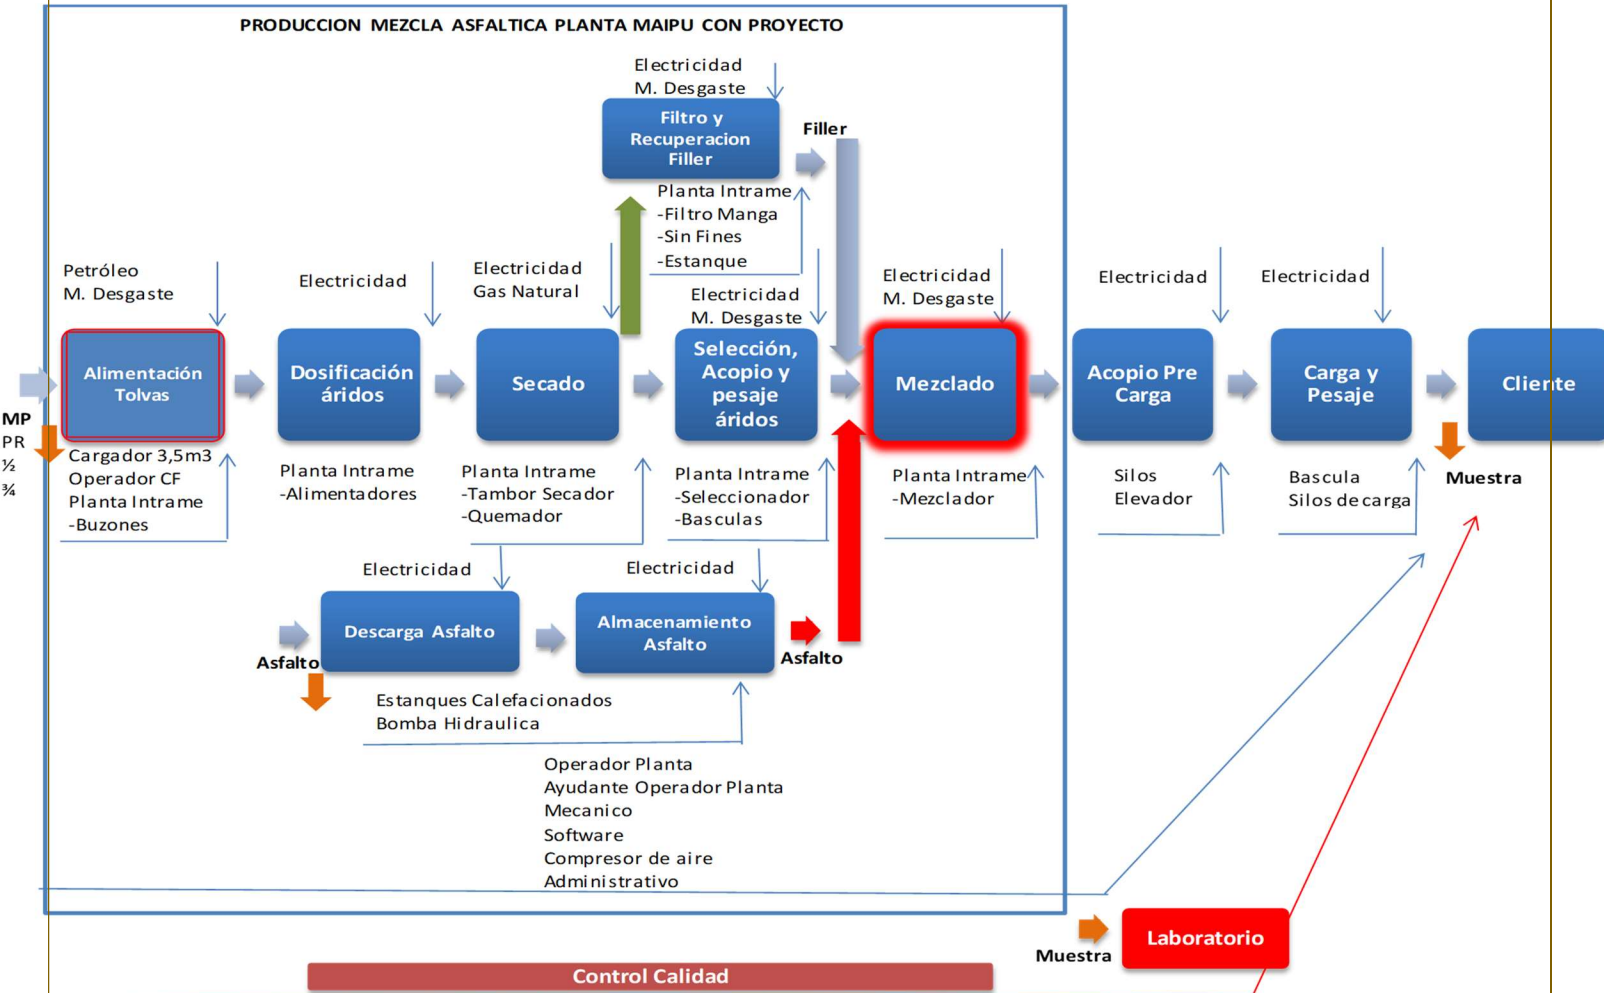 PRODUCCION MEZCLA ASFALTICA PLANTA MAIPU CON PROYECTO
Electricidad
M. Desgaste
Filtro y
Recuperacion
Filler
Filler
Planta Intrame
-Filtro Manga
-Sin Fines
-Estanque
Petróleo
M. Desgaste
Electricidad
Electricidad
Gas Natural
Electricidad
M. Desgaste
Electricidad
M. Desgaste
Electricidad
Electricidad
Alimentación
Tolvas
Dosificación
áridos
Secado
Selección,
Acopio y
pesaje
áridos
Mezclado
Acopio Pre
Carga
Carga y
Pesaje
Cliente
MP
PR
½
¾
Cargador 3,5m3
Operador CF
Planta Intrame
-Buzones
Planta Intrame
-Alimentadores
Planta Intrame
-Tambor Secador
-Quemador
Planta Intrame
-Seleccionador
-Basculas
Planta Intrame
-Mezclador
Silos
Elevador
Bascula
Silos de carga
Muestra
Electricidad
Electricidad
Asfalto
Descarga Asfalto
Almacenamiento
Asfalto
Asfalto
Estanques Calefacionados
Bomba Hidraulica
Operador Planta
Ayudante Operador Planta
Mecanico
Software
Compresor de aire
Administrativo
Muestra
Laboratorio
Control Calidad